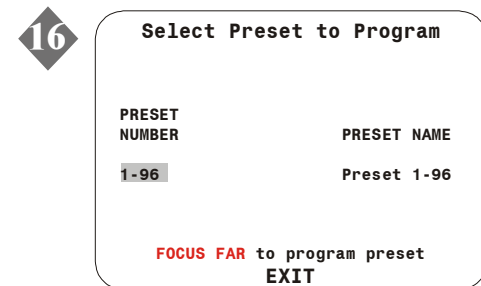 16
Select Preset to Program
PRESET
NUMBER PRESET NAME
1-96 Preset 1-96
FOCUS FAR to program preset
EXIT